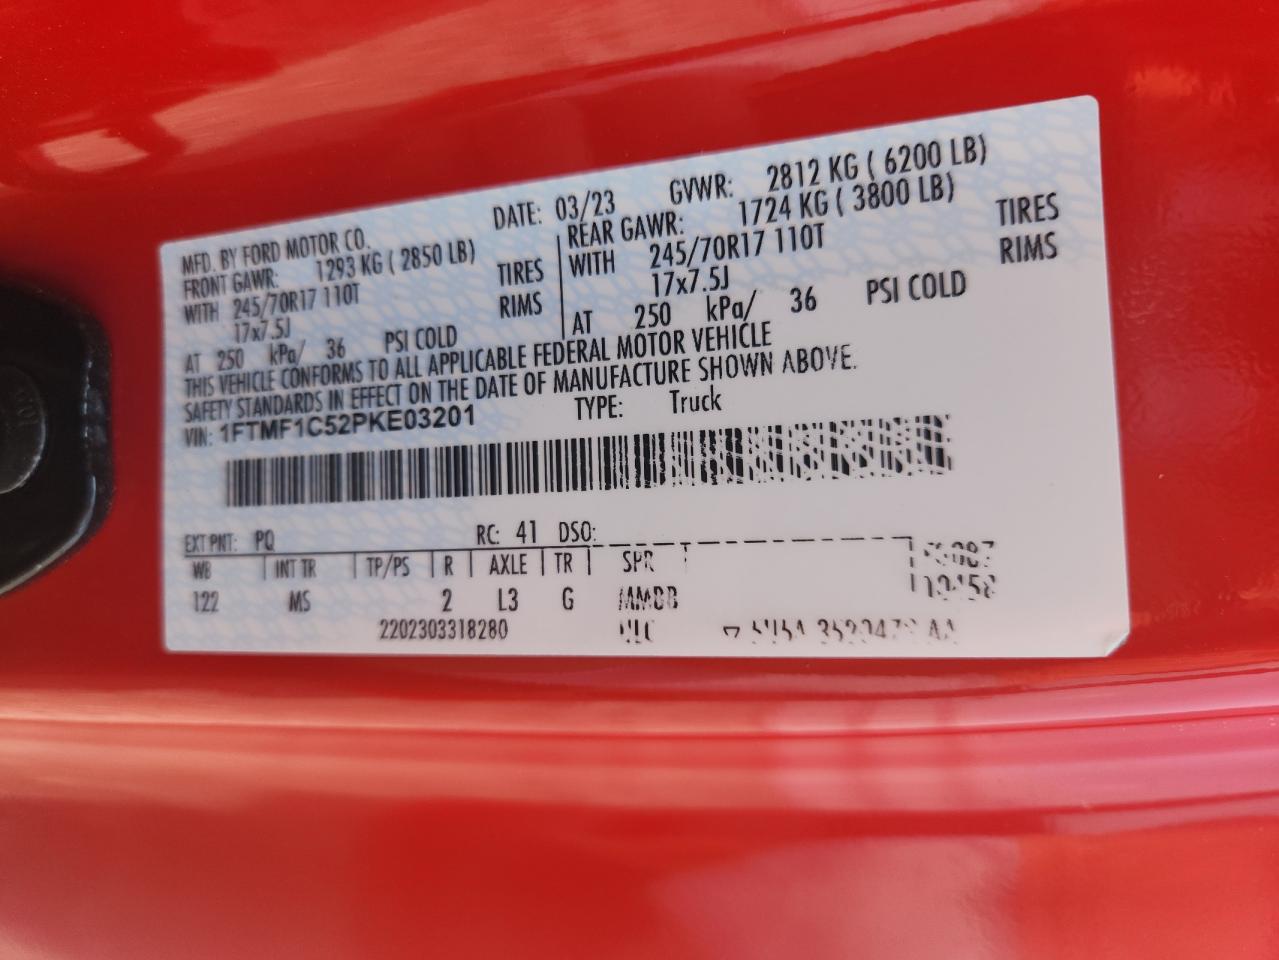 MFD. BY FORD MOTOR CO. DATE: 03/23 GVWR: 2812 KG ( 6200 LB)
FRONT GAWR: 1293 KG ( 2850 LB) REAR GAWR: 1724 KG ( 3800 LB)
WITH 245/70R17 110T TIRES WITH 245/70R17 110T TIRES
17x7.5J RIMS 17x7.5J RIMS
AT 250 kPa/ 36 PSI COLD AT 250 kPa/ 36 PSI COLD
THIS VEHICLE CONFORMS TO ALL APPLICABLE FEDERAL MOTOR VEHICLE
SAFETY STANDARDS IN EFFECT ON THE DATE OF MANUFACTURE SHOWN ABOVE.
VIN: 1FTMF1C52PKE03201 TYPE: Truck
EXT PNT: PQ RC: 41 DSO:
WB INT TR TP/PS R AXLE TR SPR
122 MS 2 L3 G
2202303318280